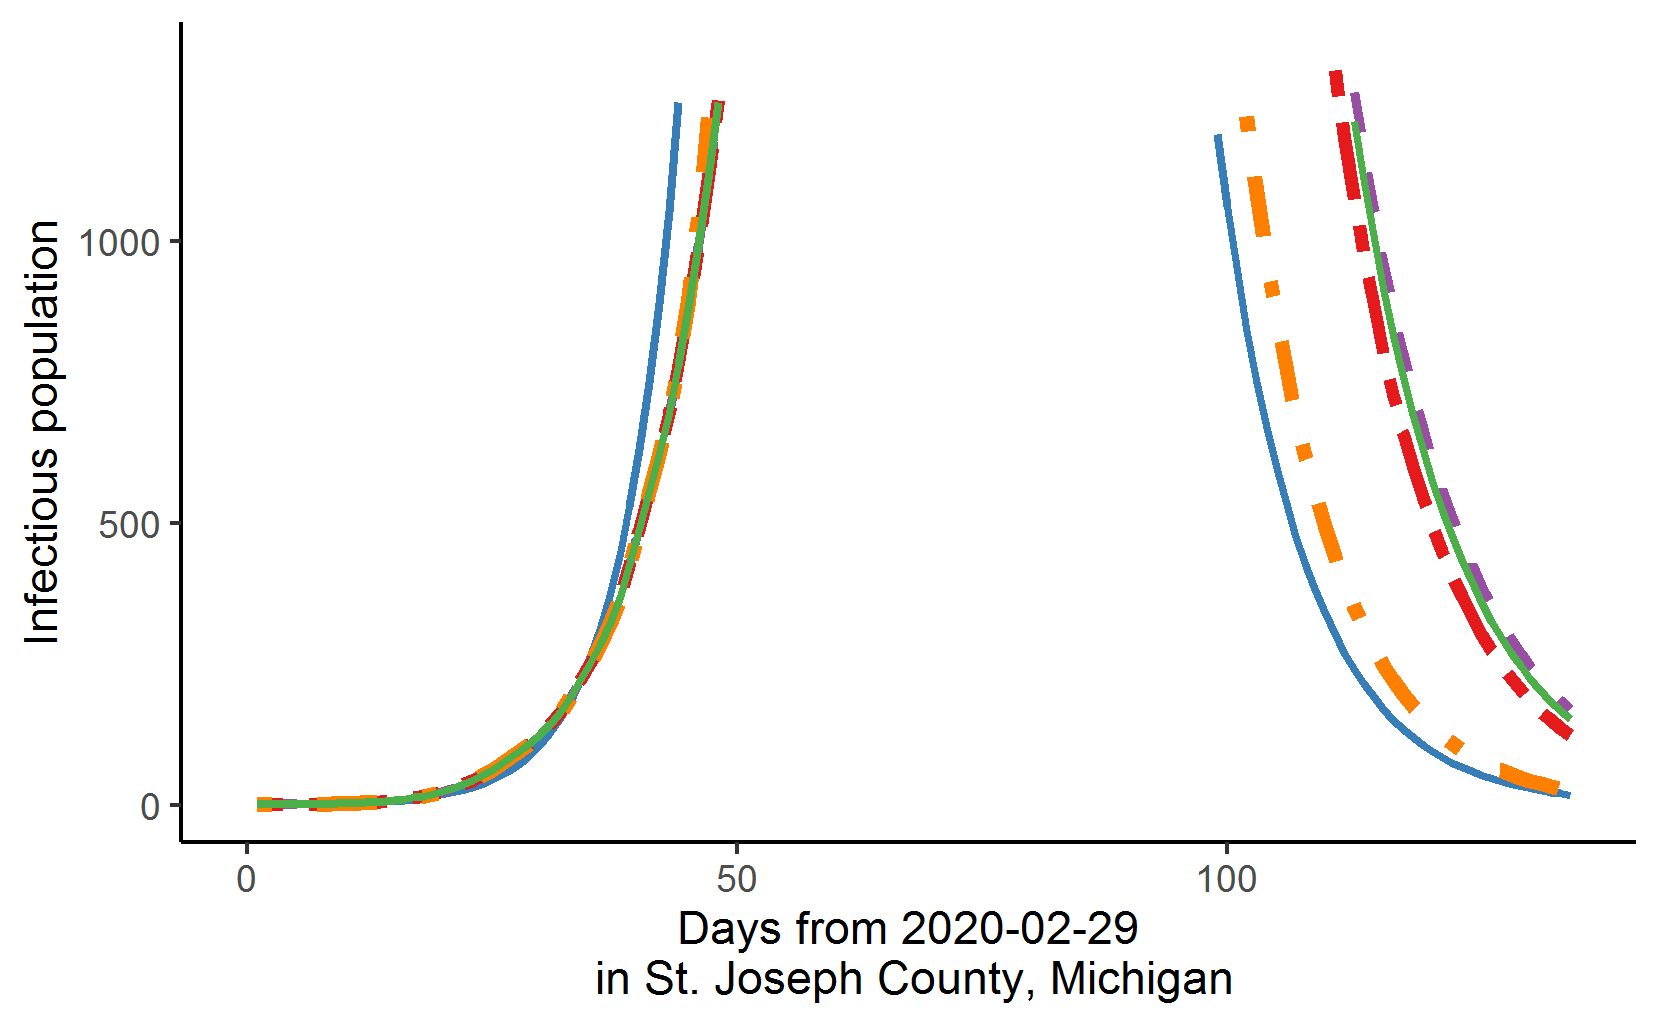 Infectious population
1000
500
0
0
50
100
Days from 2020-02-29
in St. Joseph County, Michigan